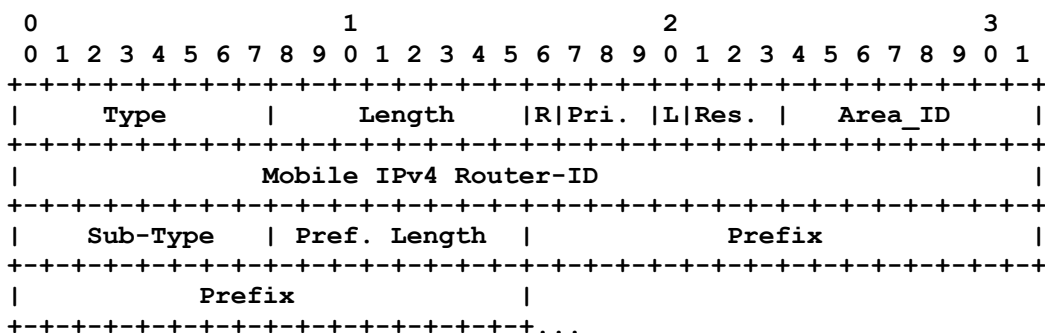 0                   1                   2                   3
 0 1 2 3 4 5 6 7 8 9 0 1 2 3 4 5 6 7 8 9 0 1 2 3 4 5 6 7 8 9 0 1
+-+-+-+-+-+-+-+-+-+-+-+-+-+-+-+-+-+-+-+-+-+-+-+-+-+-+-+-+-+-+-+-+
|     Type      |     Length    |R|Pri. |L|Res. |   Area_ID     |
+-+-+-+-+-+-+-+-+-+-+-+-+-+-+-+-+-+-+-+-+-+-+-+-+-+-+-+-+-+-+-+-+
|               Mobile IPv4 Router-ID                           |
+-+-+-+-+-+-+-+-+-+-+-+-+-+-+-+-+-+-+-+-+-+-+-+-+-+-+-+-+-+-+-+-+
|    Sub-Type   | Pref. Length  |            Prefix             |
+-+-+-+-+-+-+-+-+-+-+-+-+-+-+-+-+-+-+-+-+-+-+-+-+-+-+-+-+-+-+-+-+
|           Prefix              |
+-+-+-+-+-+-+-+-+-+-+-+-+-+-+-+-+...